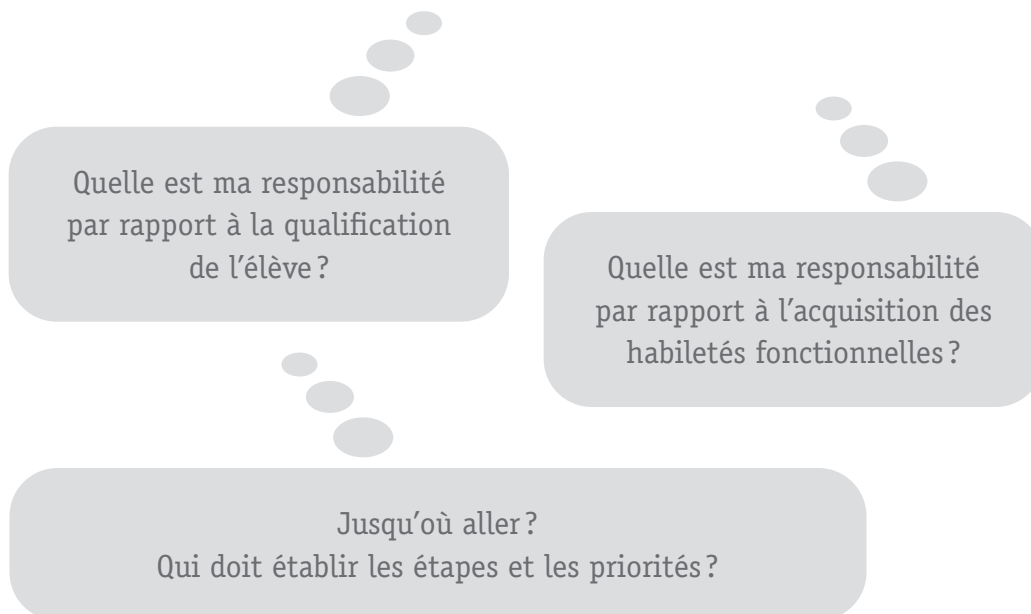 Quelle est ma responsabilité
par rapport à la qualification
de l’élève ?
Quelle est ma responsabilité
par rapport à l’acquisition des
habiletés fonctionnelles ?
Jusqu’où aller ?
Qui doit établir les étapes et les priorités ?